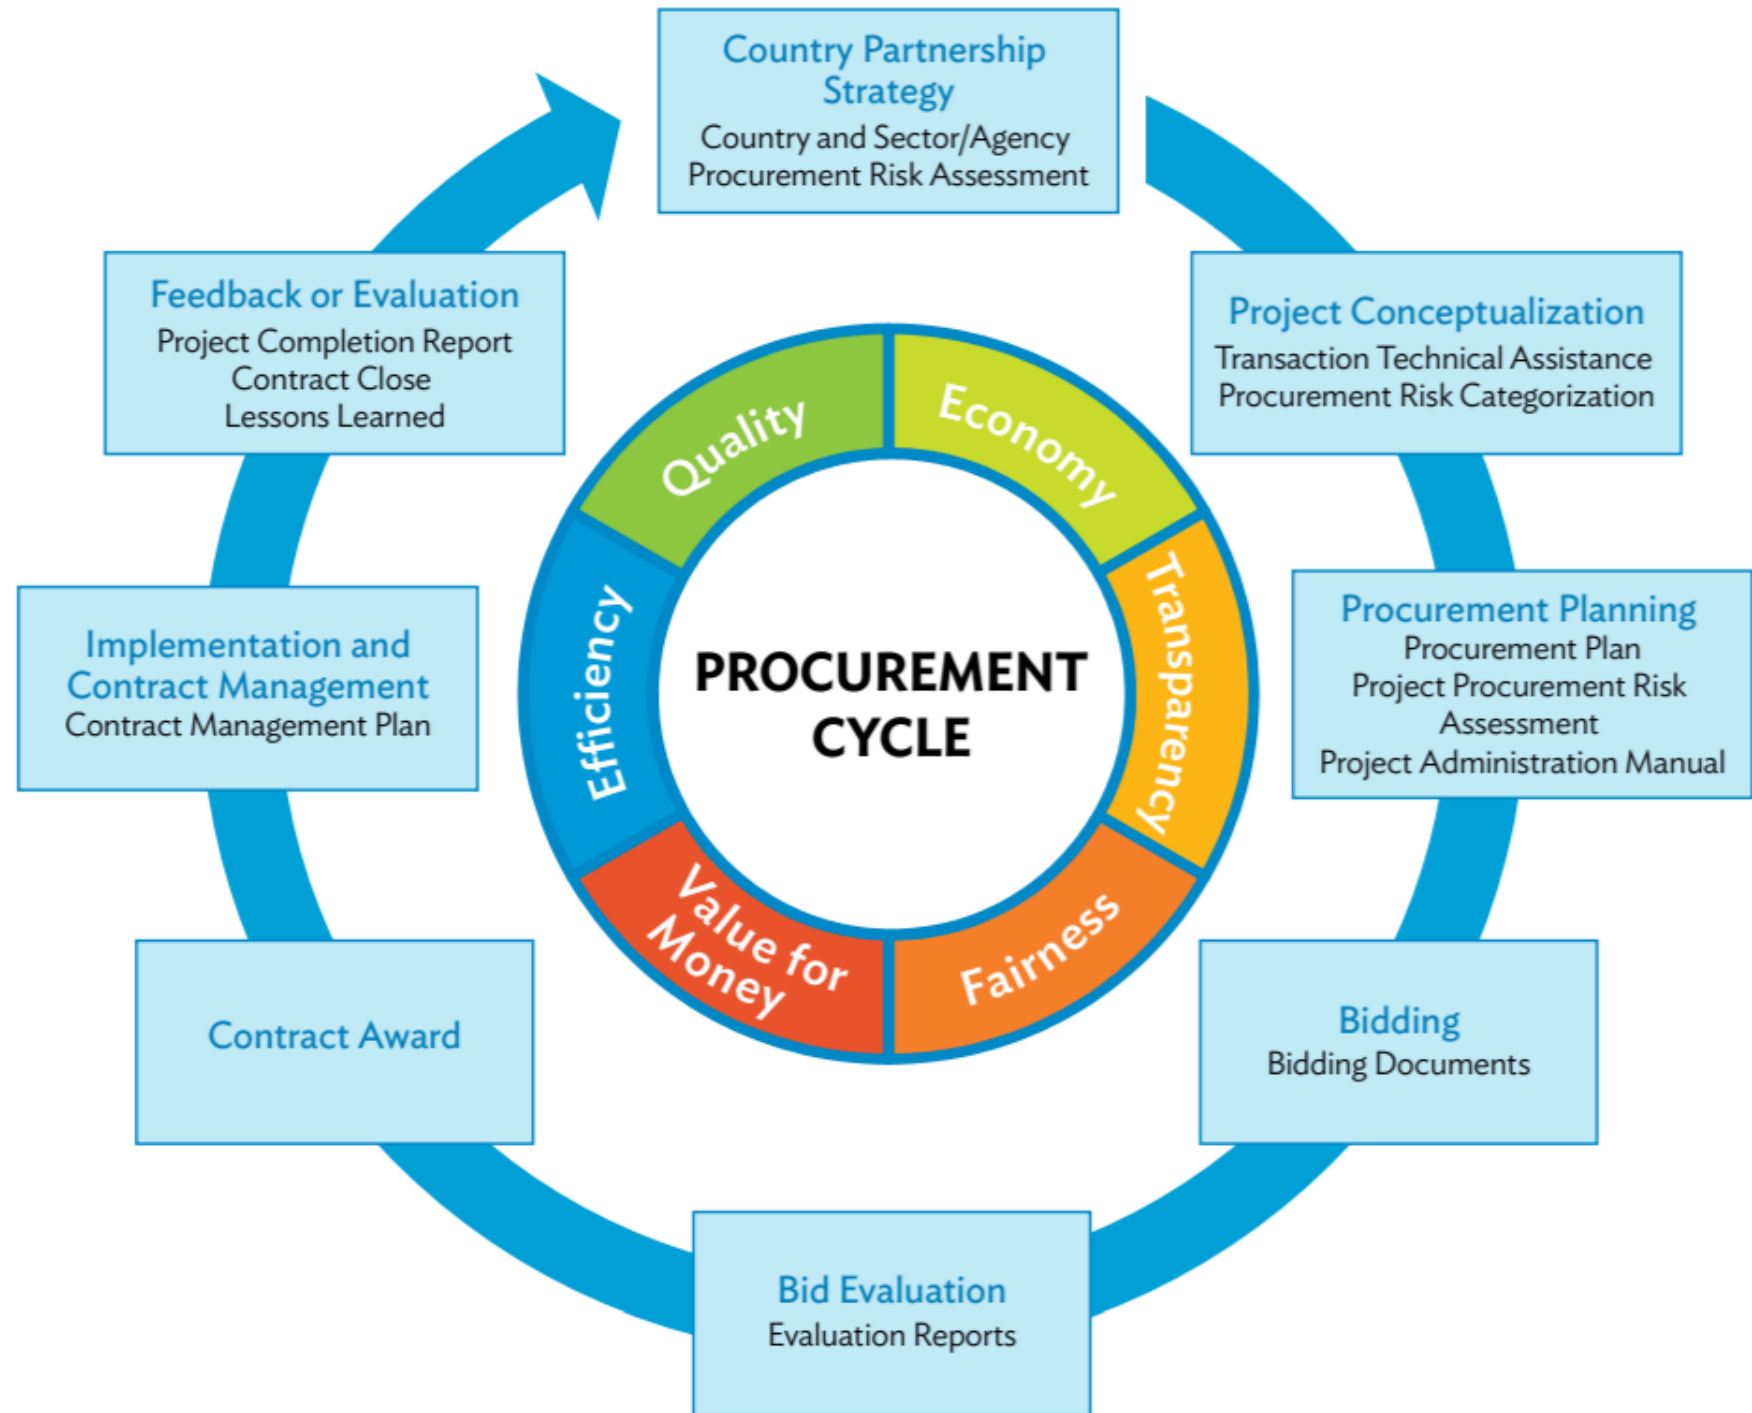 Country Partnership
Strategy
Country and Sector/Agency
Procurement Risk Assessment
Project Conceptualization
Transaction Technical Assistance
Procurement Risk Categorization
Procurement Planning
Procurement Plan
Project Procurement Risk
Assessment
Project Administration Manual
Bidding
Bidding Documents
Bid Evaluation
Evaluation Reports
Contract Award
Implementation and
Contract Management
Contract Management Plan
Feedback or Evaluation
Project Completion Report
Contract Close
Lessons Learned
Quality
Economy
Transparency
Fairness
Value for
Money
Efficiency
PROCUREMENT
CYCLE